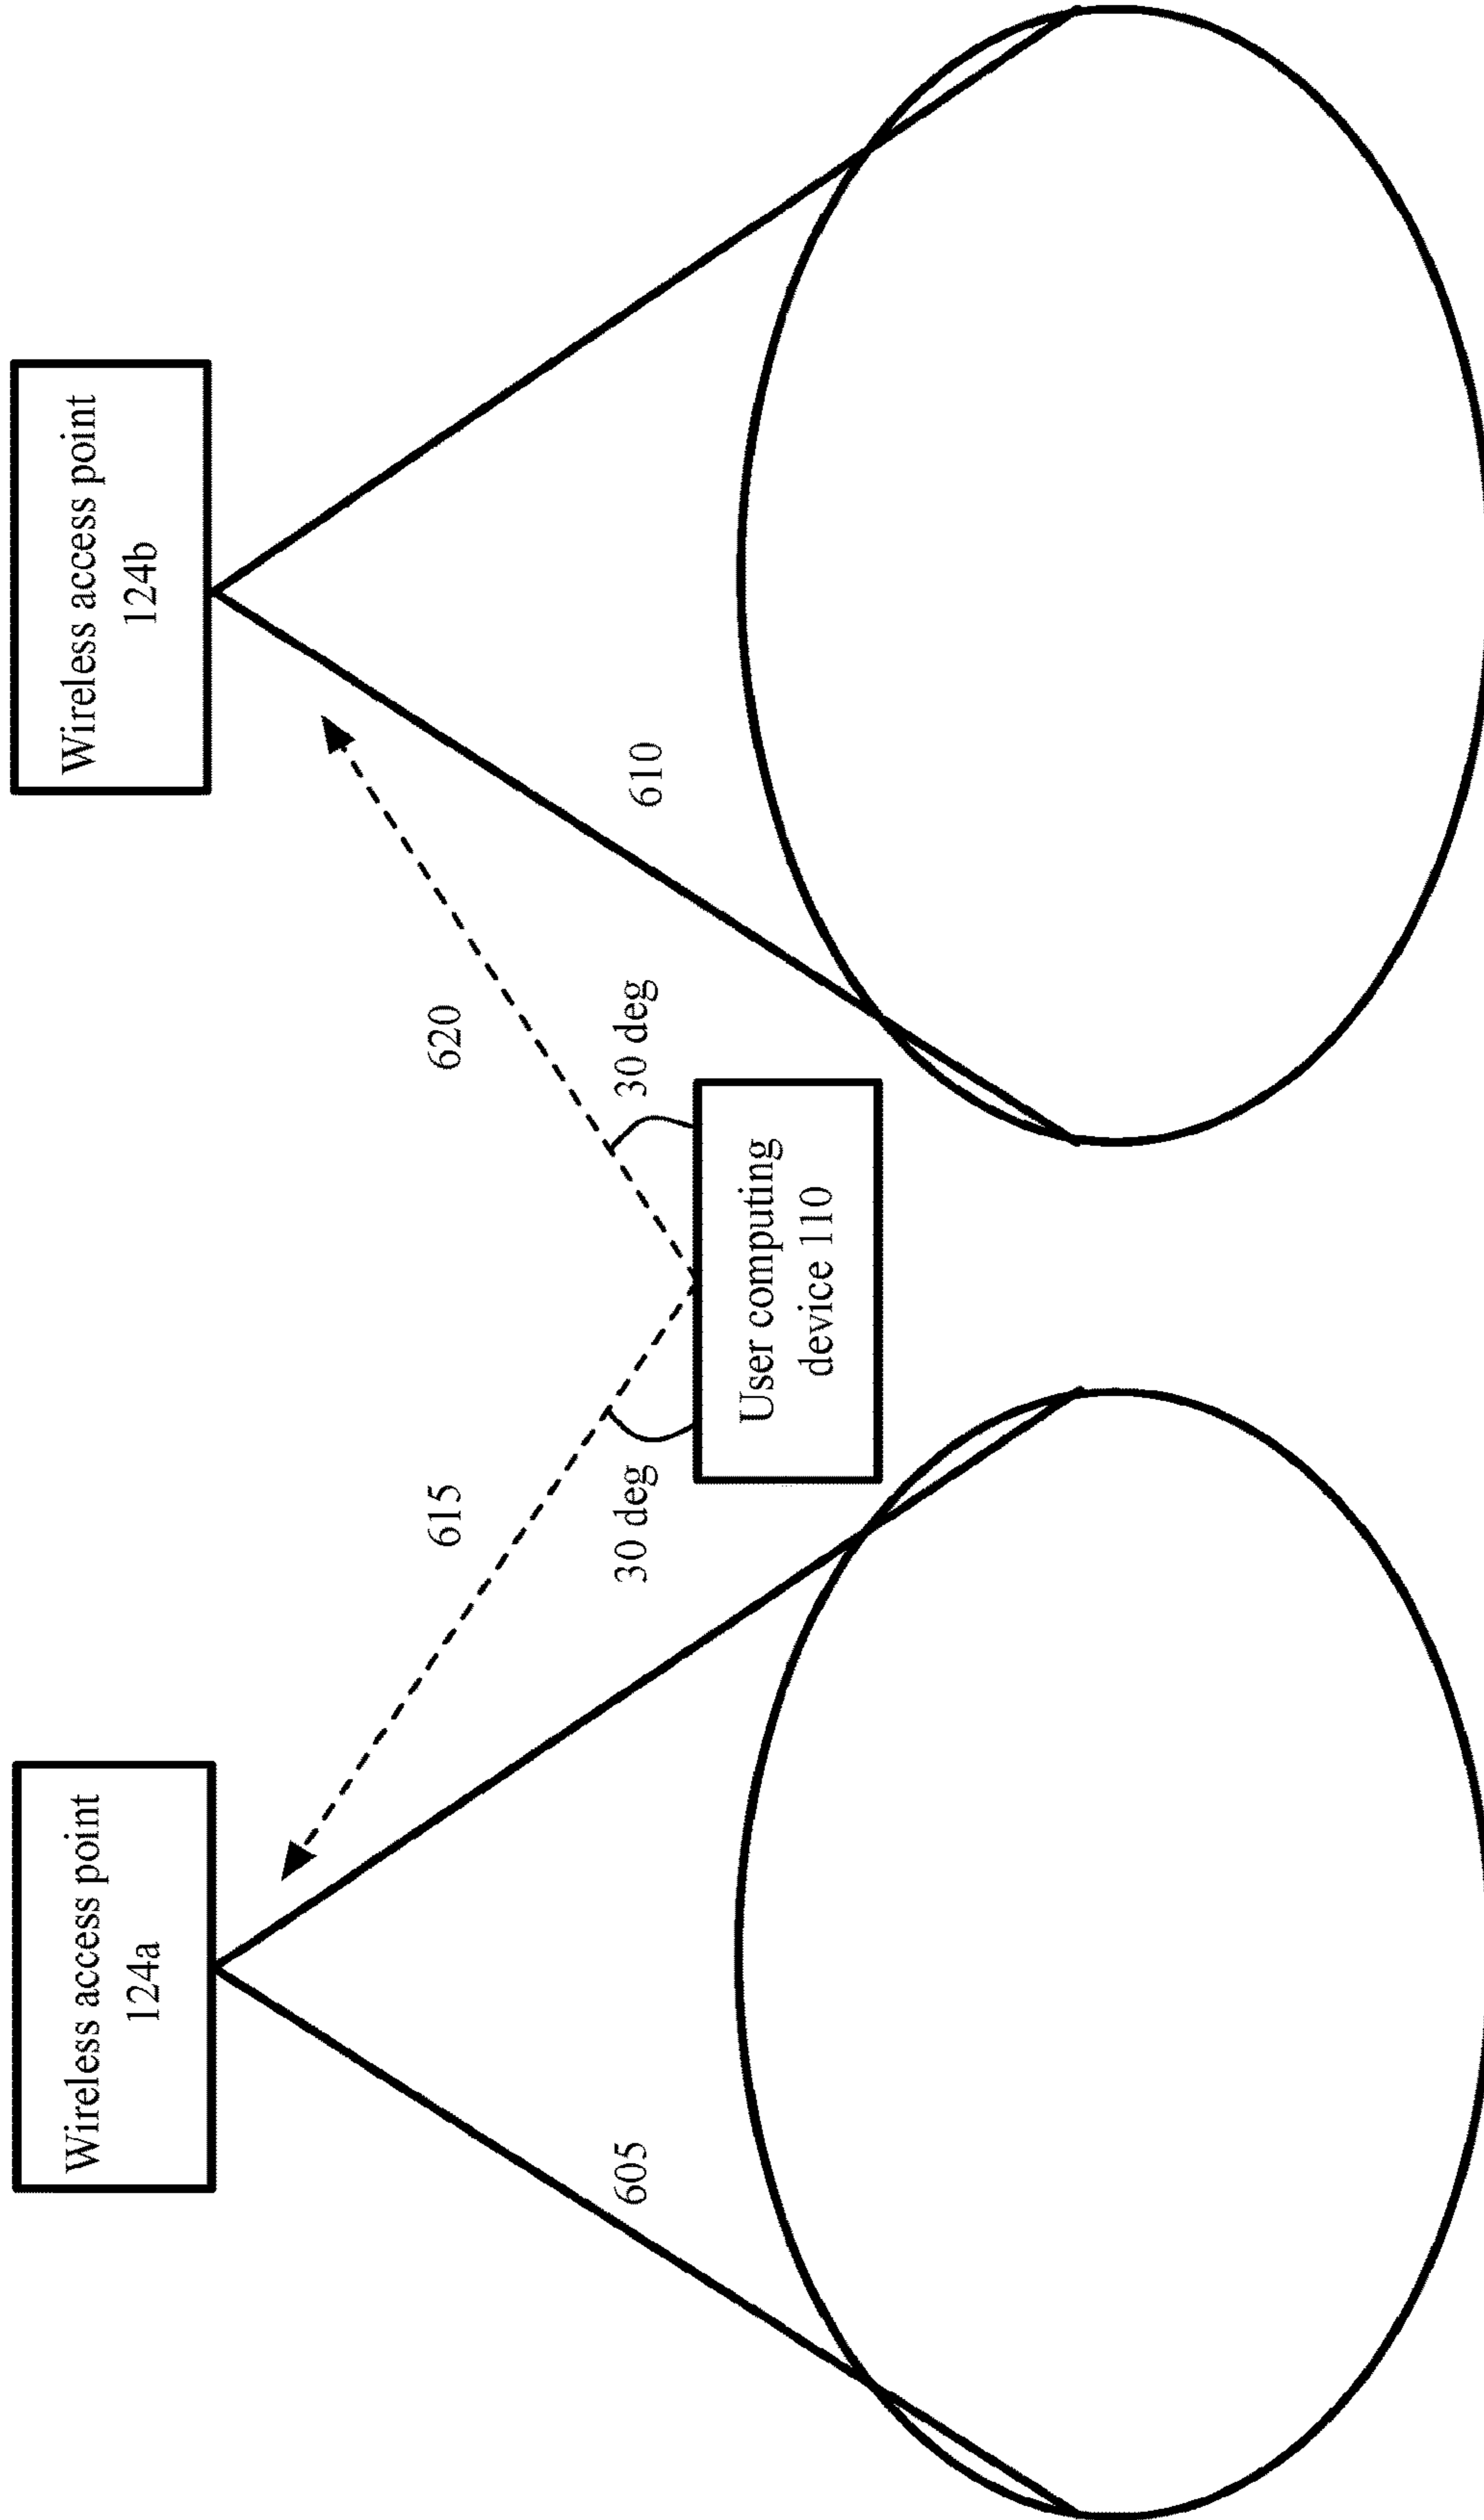 Wireless access point
124a
Wireless access point
124b
615
620
605
30 deg
30 deg
610
User computing
device 110